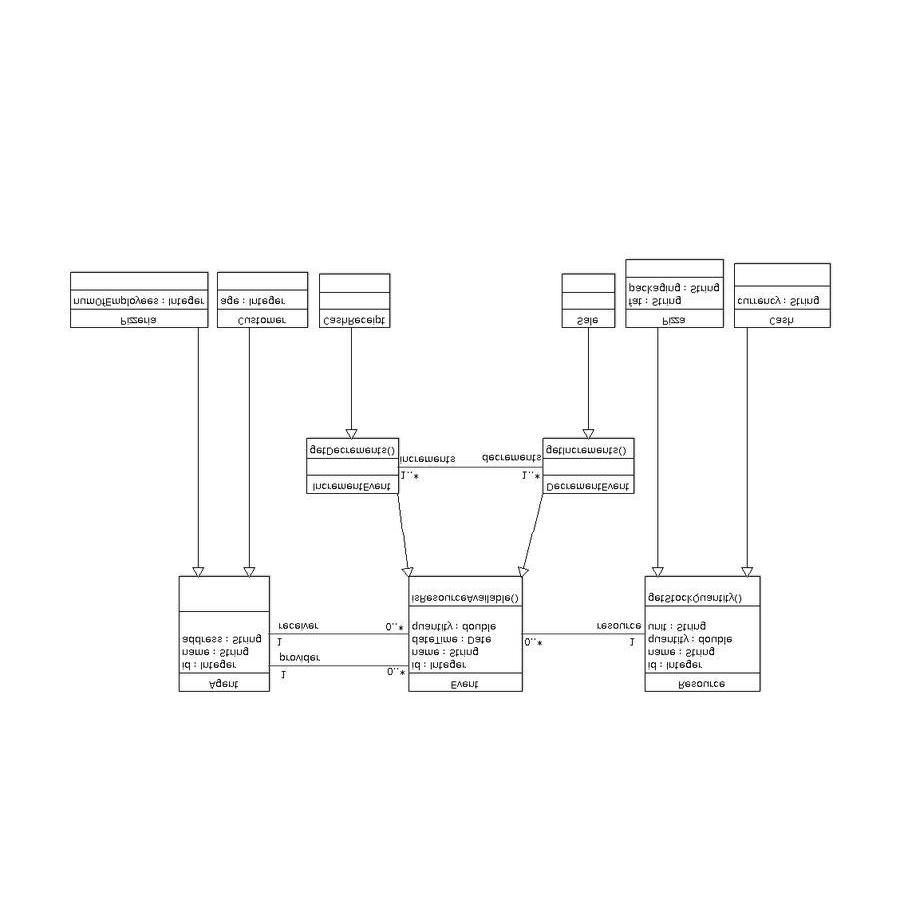 Agent
id : Integer
name : String
address : String
1
provider
0..*
1
receiver
0..*
Event
id : Integer
name : String
dateTime : Date
quantity : double
isResourceAvailable()
0..*
1
resource
Resource
id : Integer
name : String
quantity : double
unit : String
getStockQuantity()
IncrementEvent
getDecrements()
1..*
increments
1..*
decrements
DecrementEvent
getIncrements()
Pizzeria
numOfEmployees : Integer
Customer
age : Integer
CashReceipt
Sale
Pizza
fat : String
packaging : String
Cash
currency : String